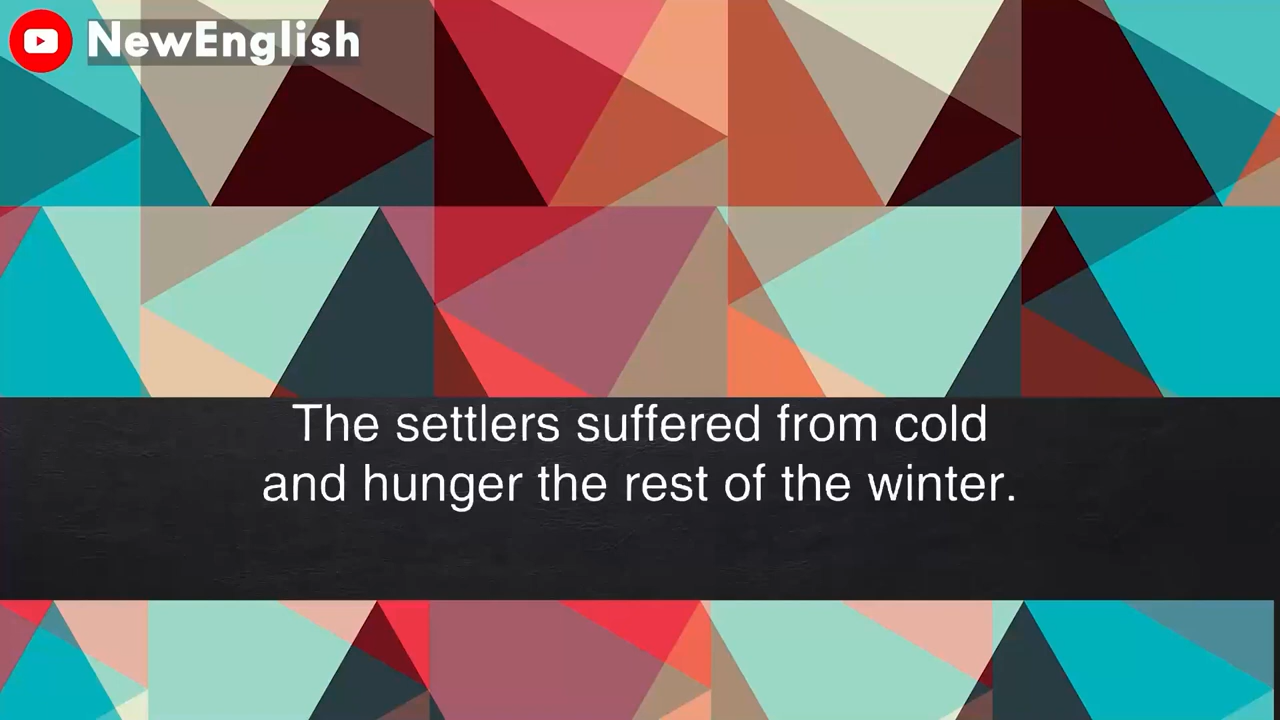 NewEnglish
The settlers suffered from cold
and hunger the rest of the winter.